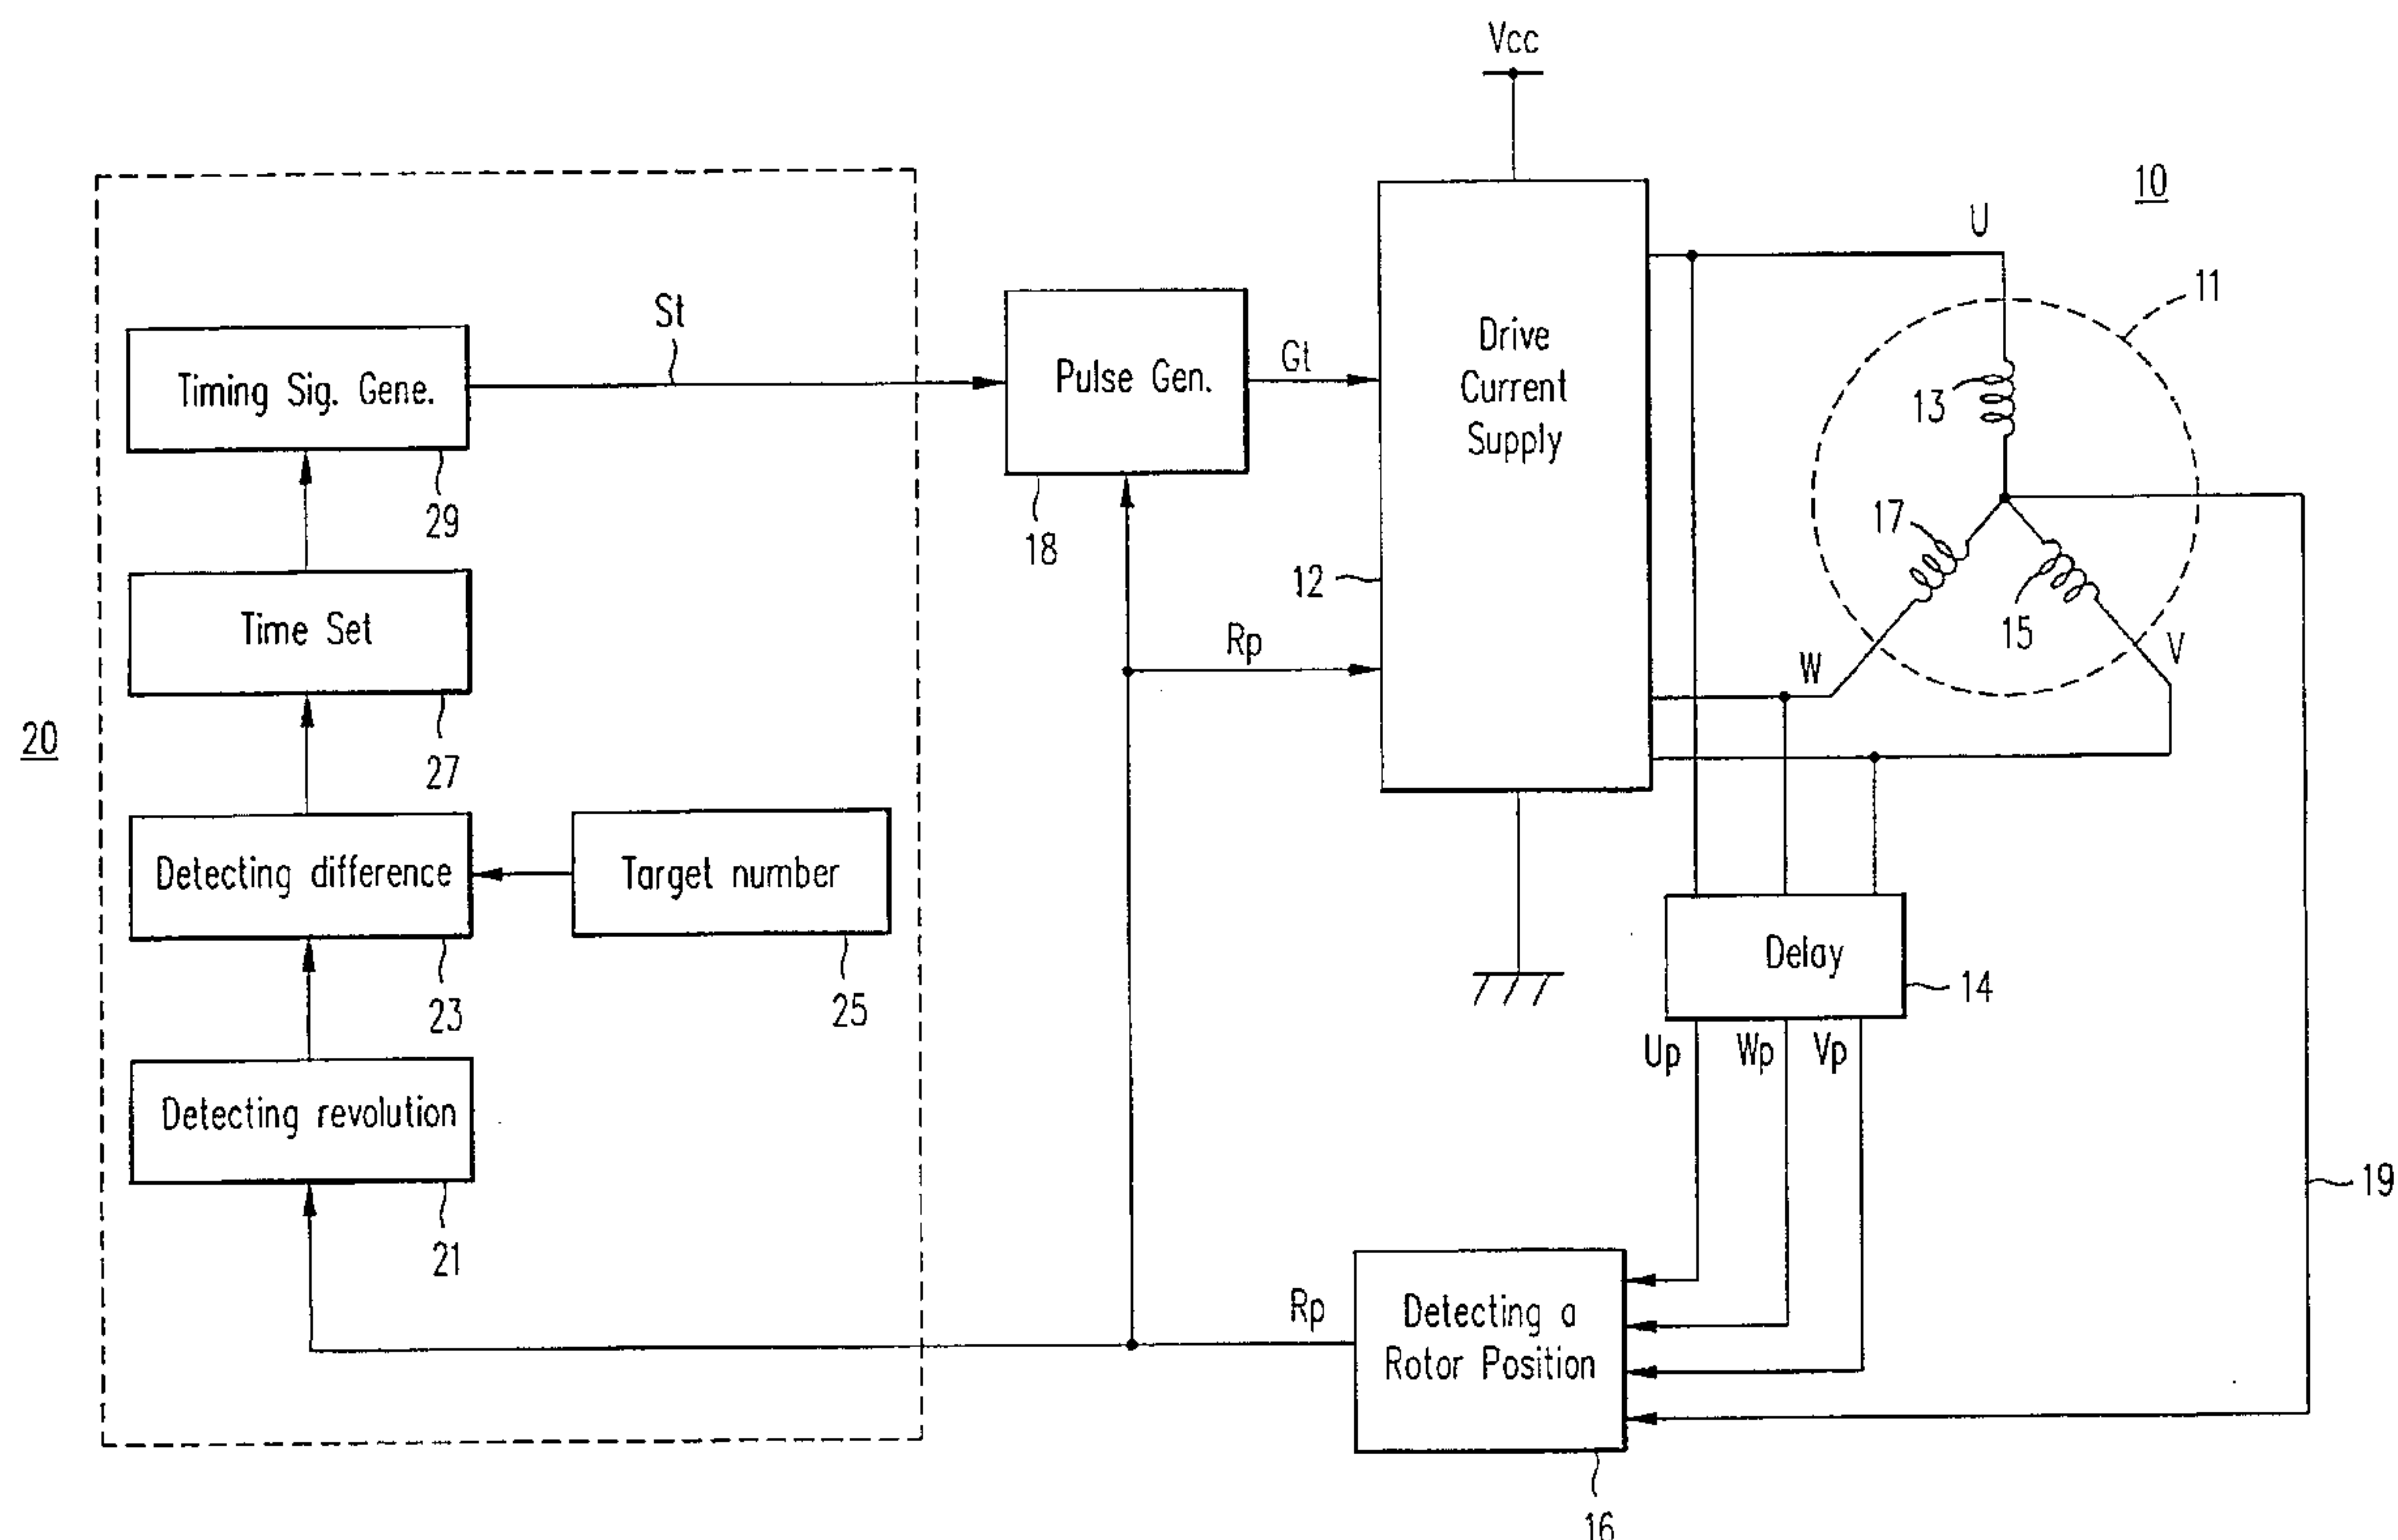 Vcc
10
U
11
St
Timing Sig. Gene.
Pulse Gen.
Gt
Drive
Current
Supply
13
29
18
17
12
15
V
Time Set
Rp
W
20
27
Detecting difference
Target number
Delay
14
23
25
Up
Wp
Vp
Detecting revolution
19
21
Rp
Detecting a
Rotor Position
16